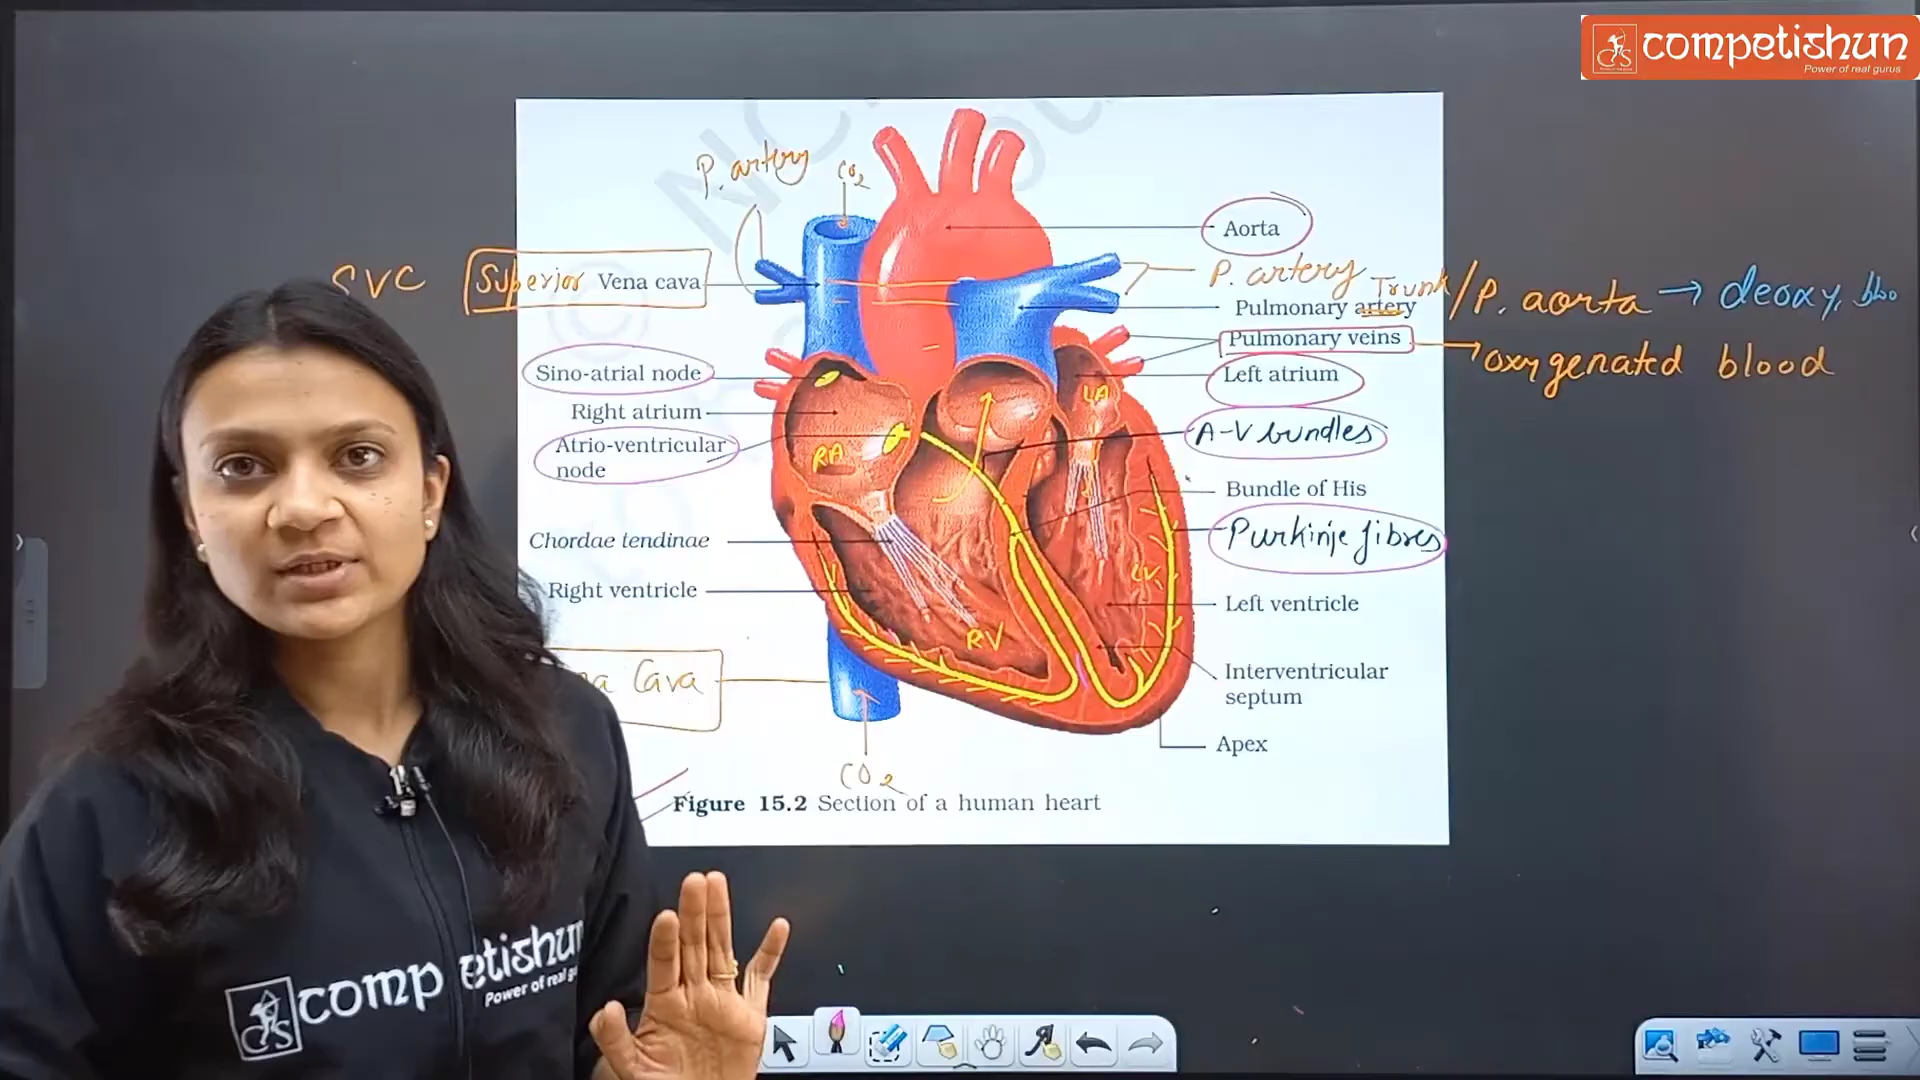 competishun
Power of real gurus
P. artery
CO2
Aorta
SVC
Superior Vena cava
P. artery
Trunk / P. aorta → deoxy. bloo
Pulmonary artery
Pulmonary veins
oxygenated blood
Sino-atrial node
Left atrium
LA
Right atrium
A-V bundles
Atrio-ventricular
node
RA
Bundle of His
Chordae tendinae
Purkinje fibres
LV
Right ventricle
Left ventricle
RV
Interventricular
septum
Cava
Apex
CO2
Figure 15.2 Section of a human heart
competishun
Power of real
CS